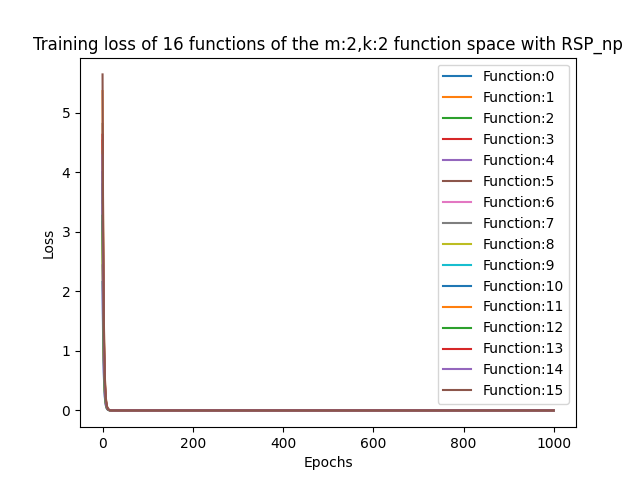 Training loss of 16 functions of the m:2,k:2 function space with RSP_np
Loss
5
4
3
2
1
0
Function:0
Function:1
Function:2
Function:3
Function:4
Function:5
Function:6
Function:7
Function:8
Function:9
Function:10
Function:11
Function:12
Function:13
Function:14
Function:15
0 200 400 600 800 1000
Epochs